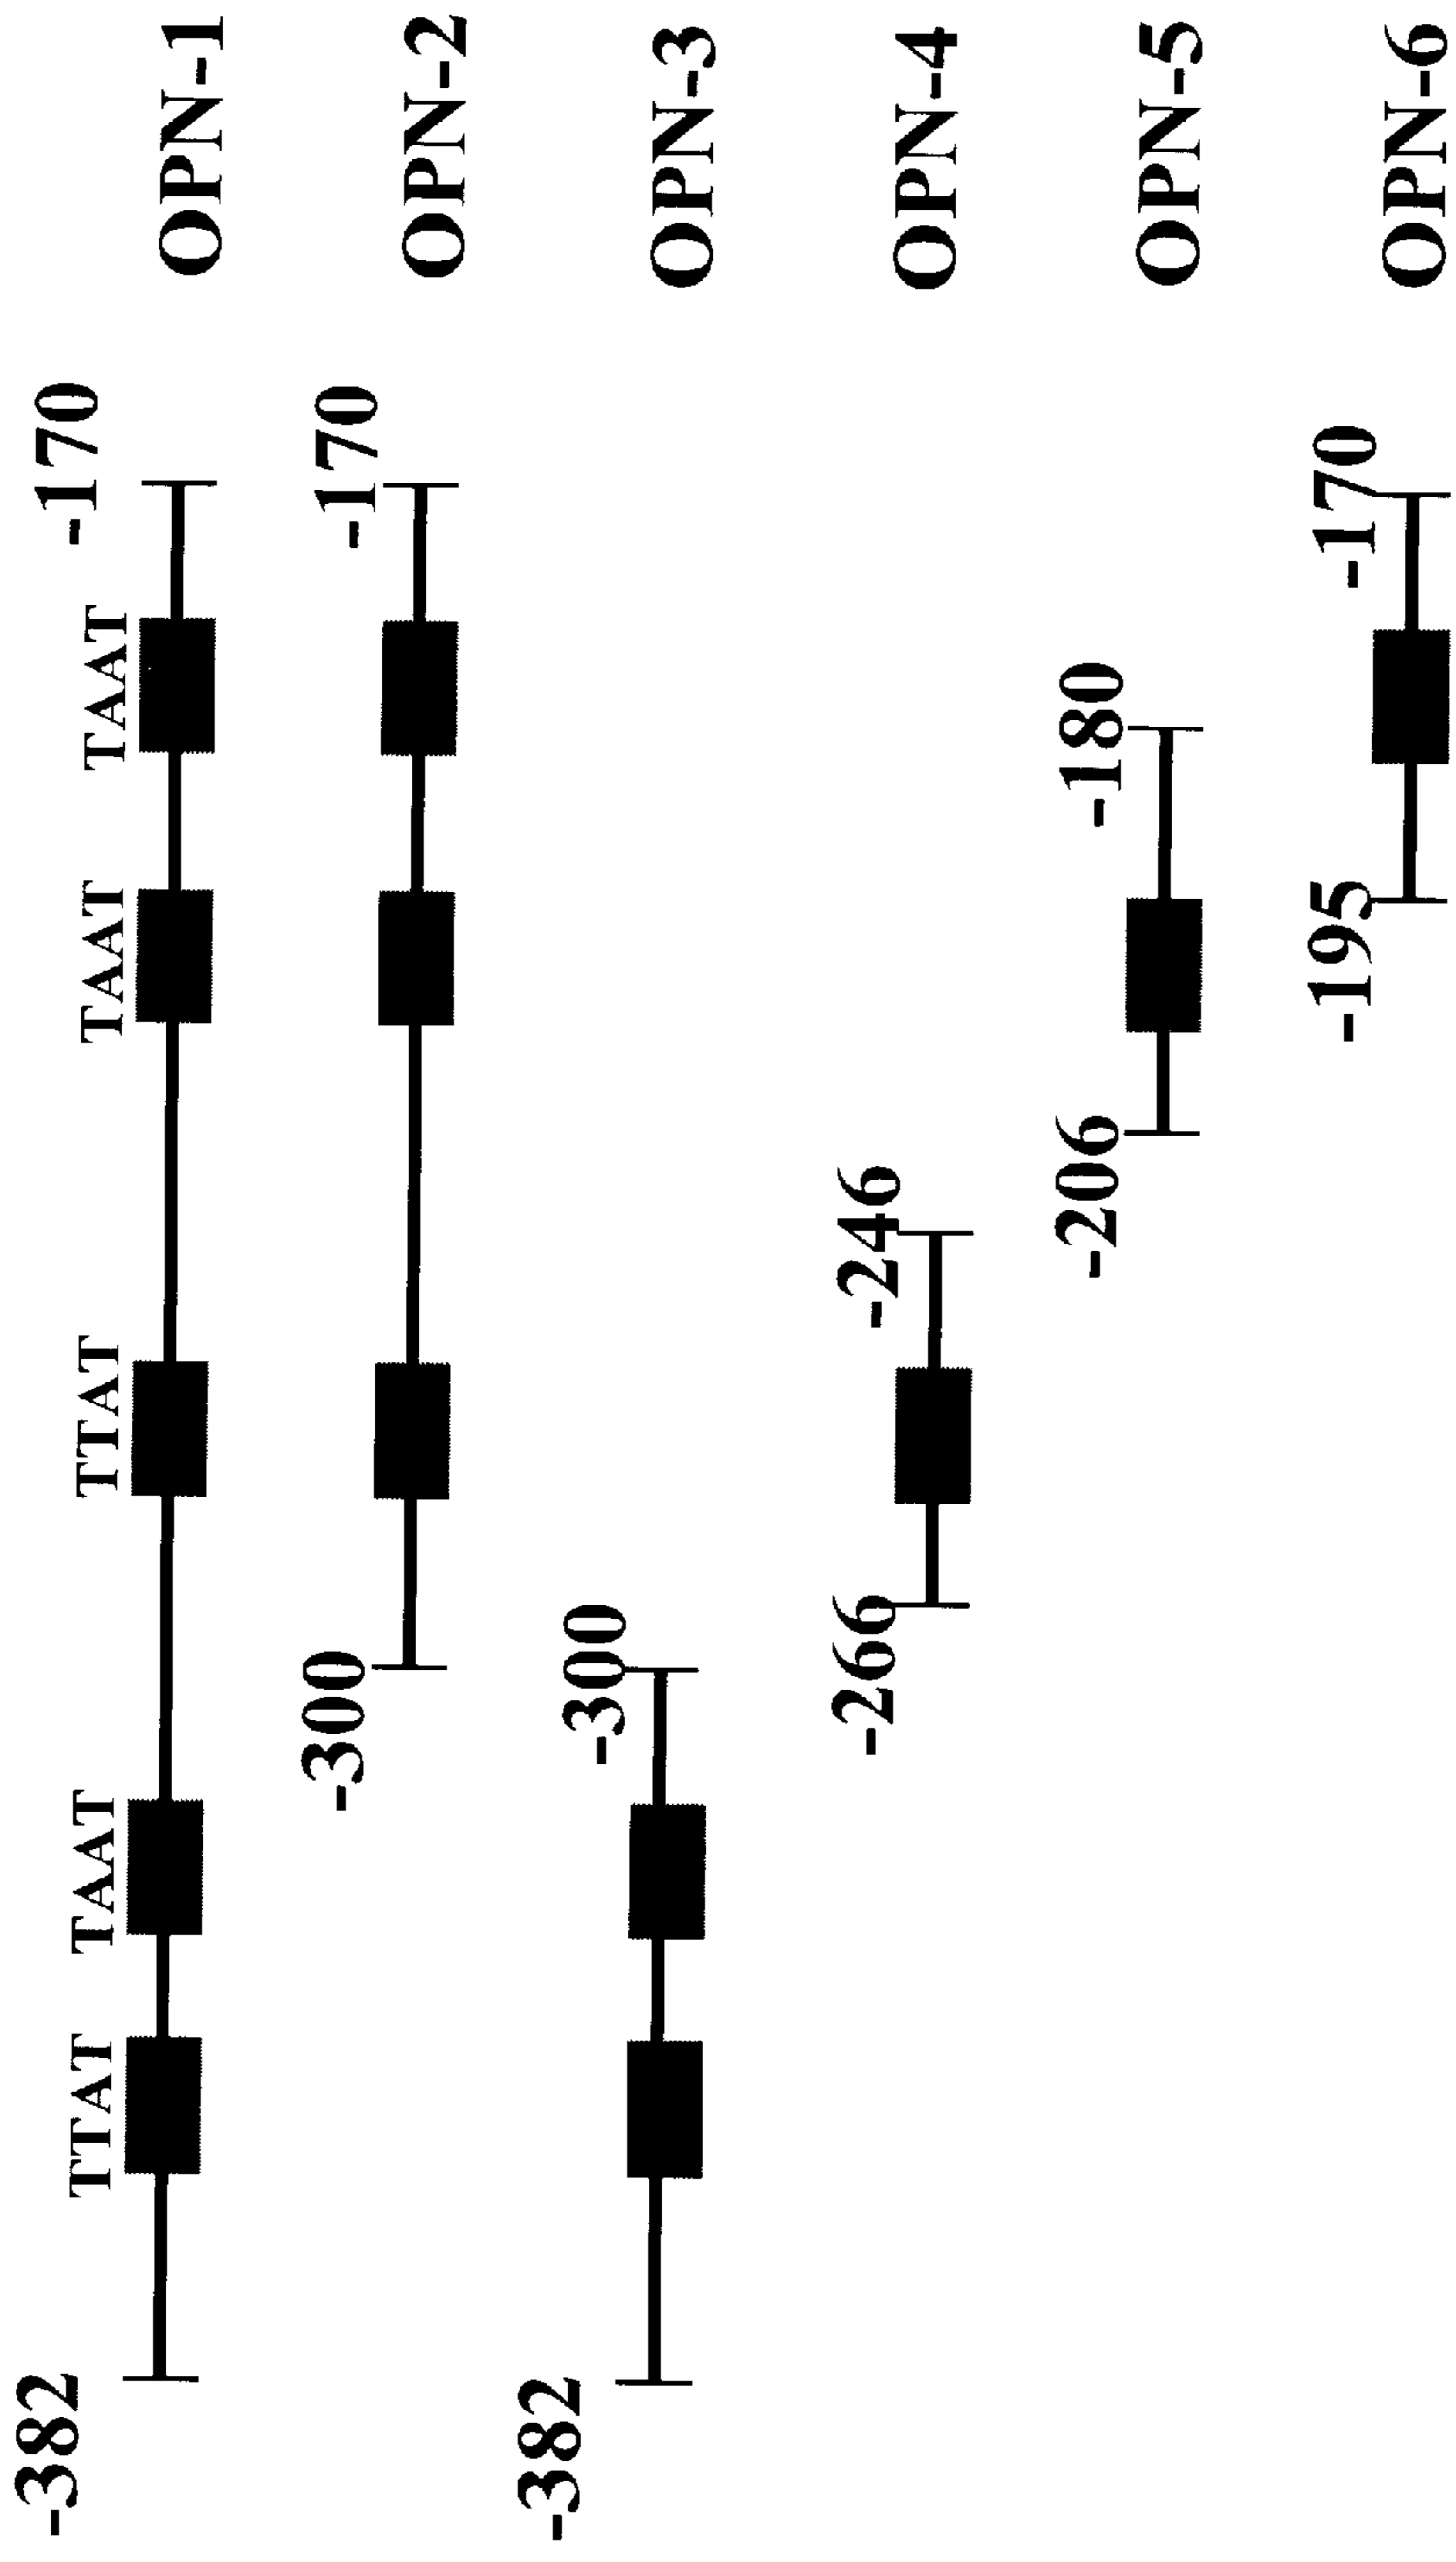 -382 -170
TTAT TAAT TTAT TAAT TAAT
OPN-1
-300 -170
OPN-2
-382 -300
OPN-3
-266 -246
OPN-4
-206 -180
OPN-5
-195 -170
OPN-6